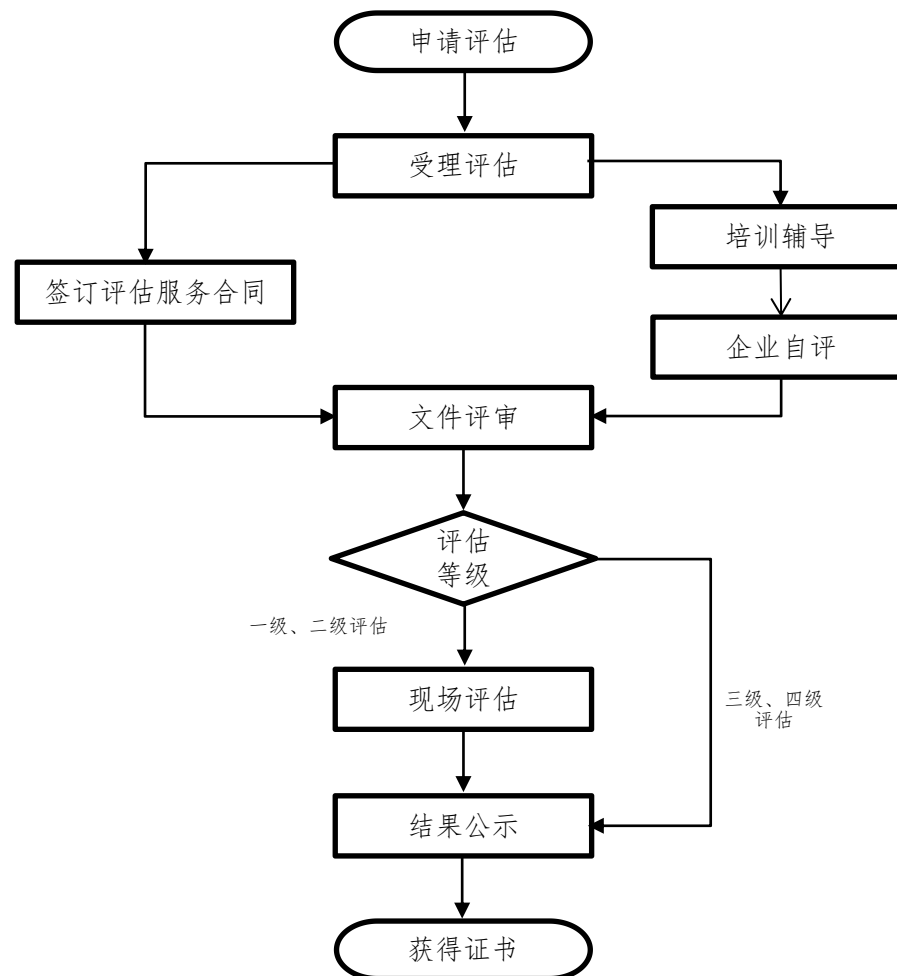 申请评估
受理评估
培训辅导
签订评估服务合同
企业自评
文件评审
评估
等级
一级、二级评估
现场评估
三级、四级
评估
结果公示
获得证书